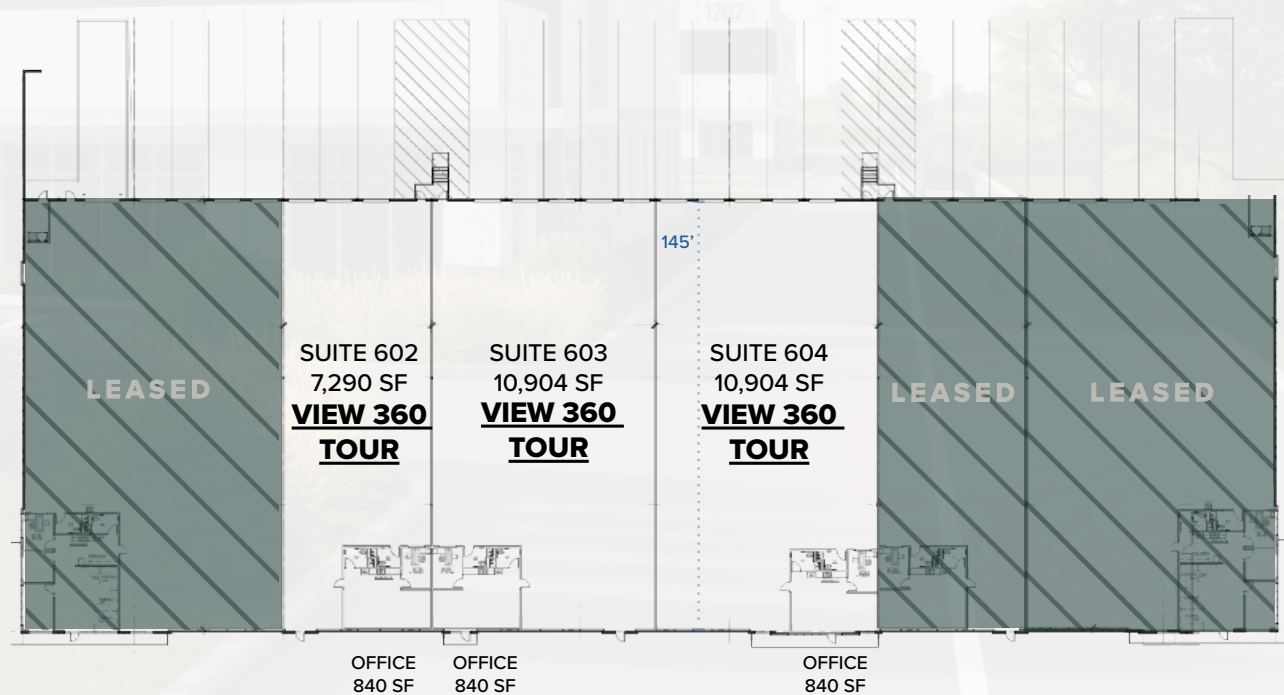 1202
145’
SUITE 602
7,290 SF
VIEW 360
TOUR
SUITE 603
10,904 SF
VIEW 360
TOUR
SUITE 604
10,904 SF
VIEW 360
TOUR
LEASED
LEASED
LEASED
OFFICE
840 SF
OFFICE
840 SF
OFFICE
840 SF